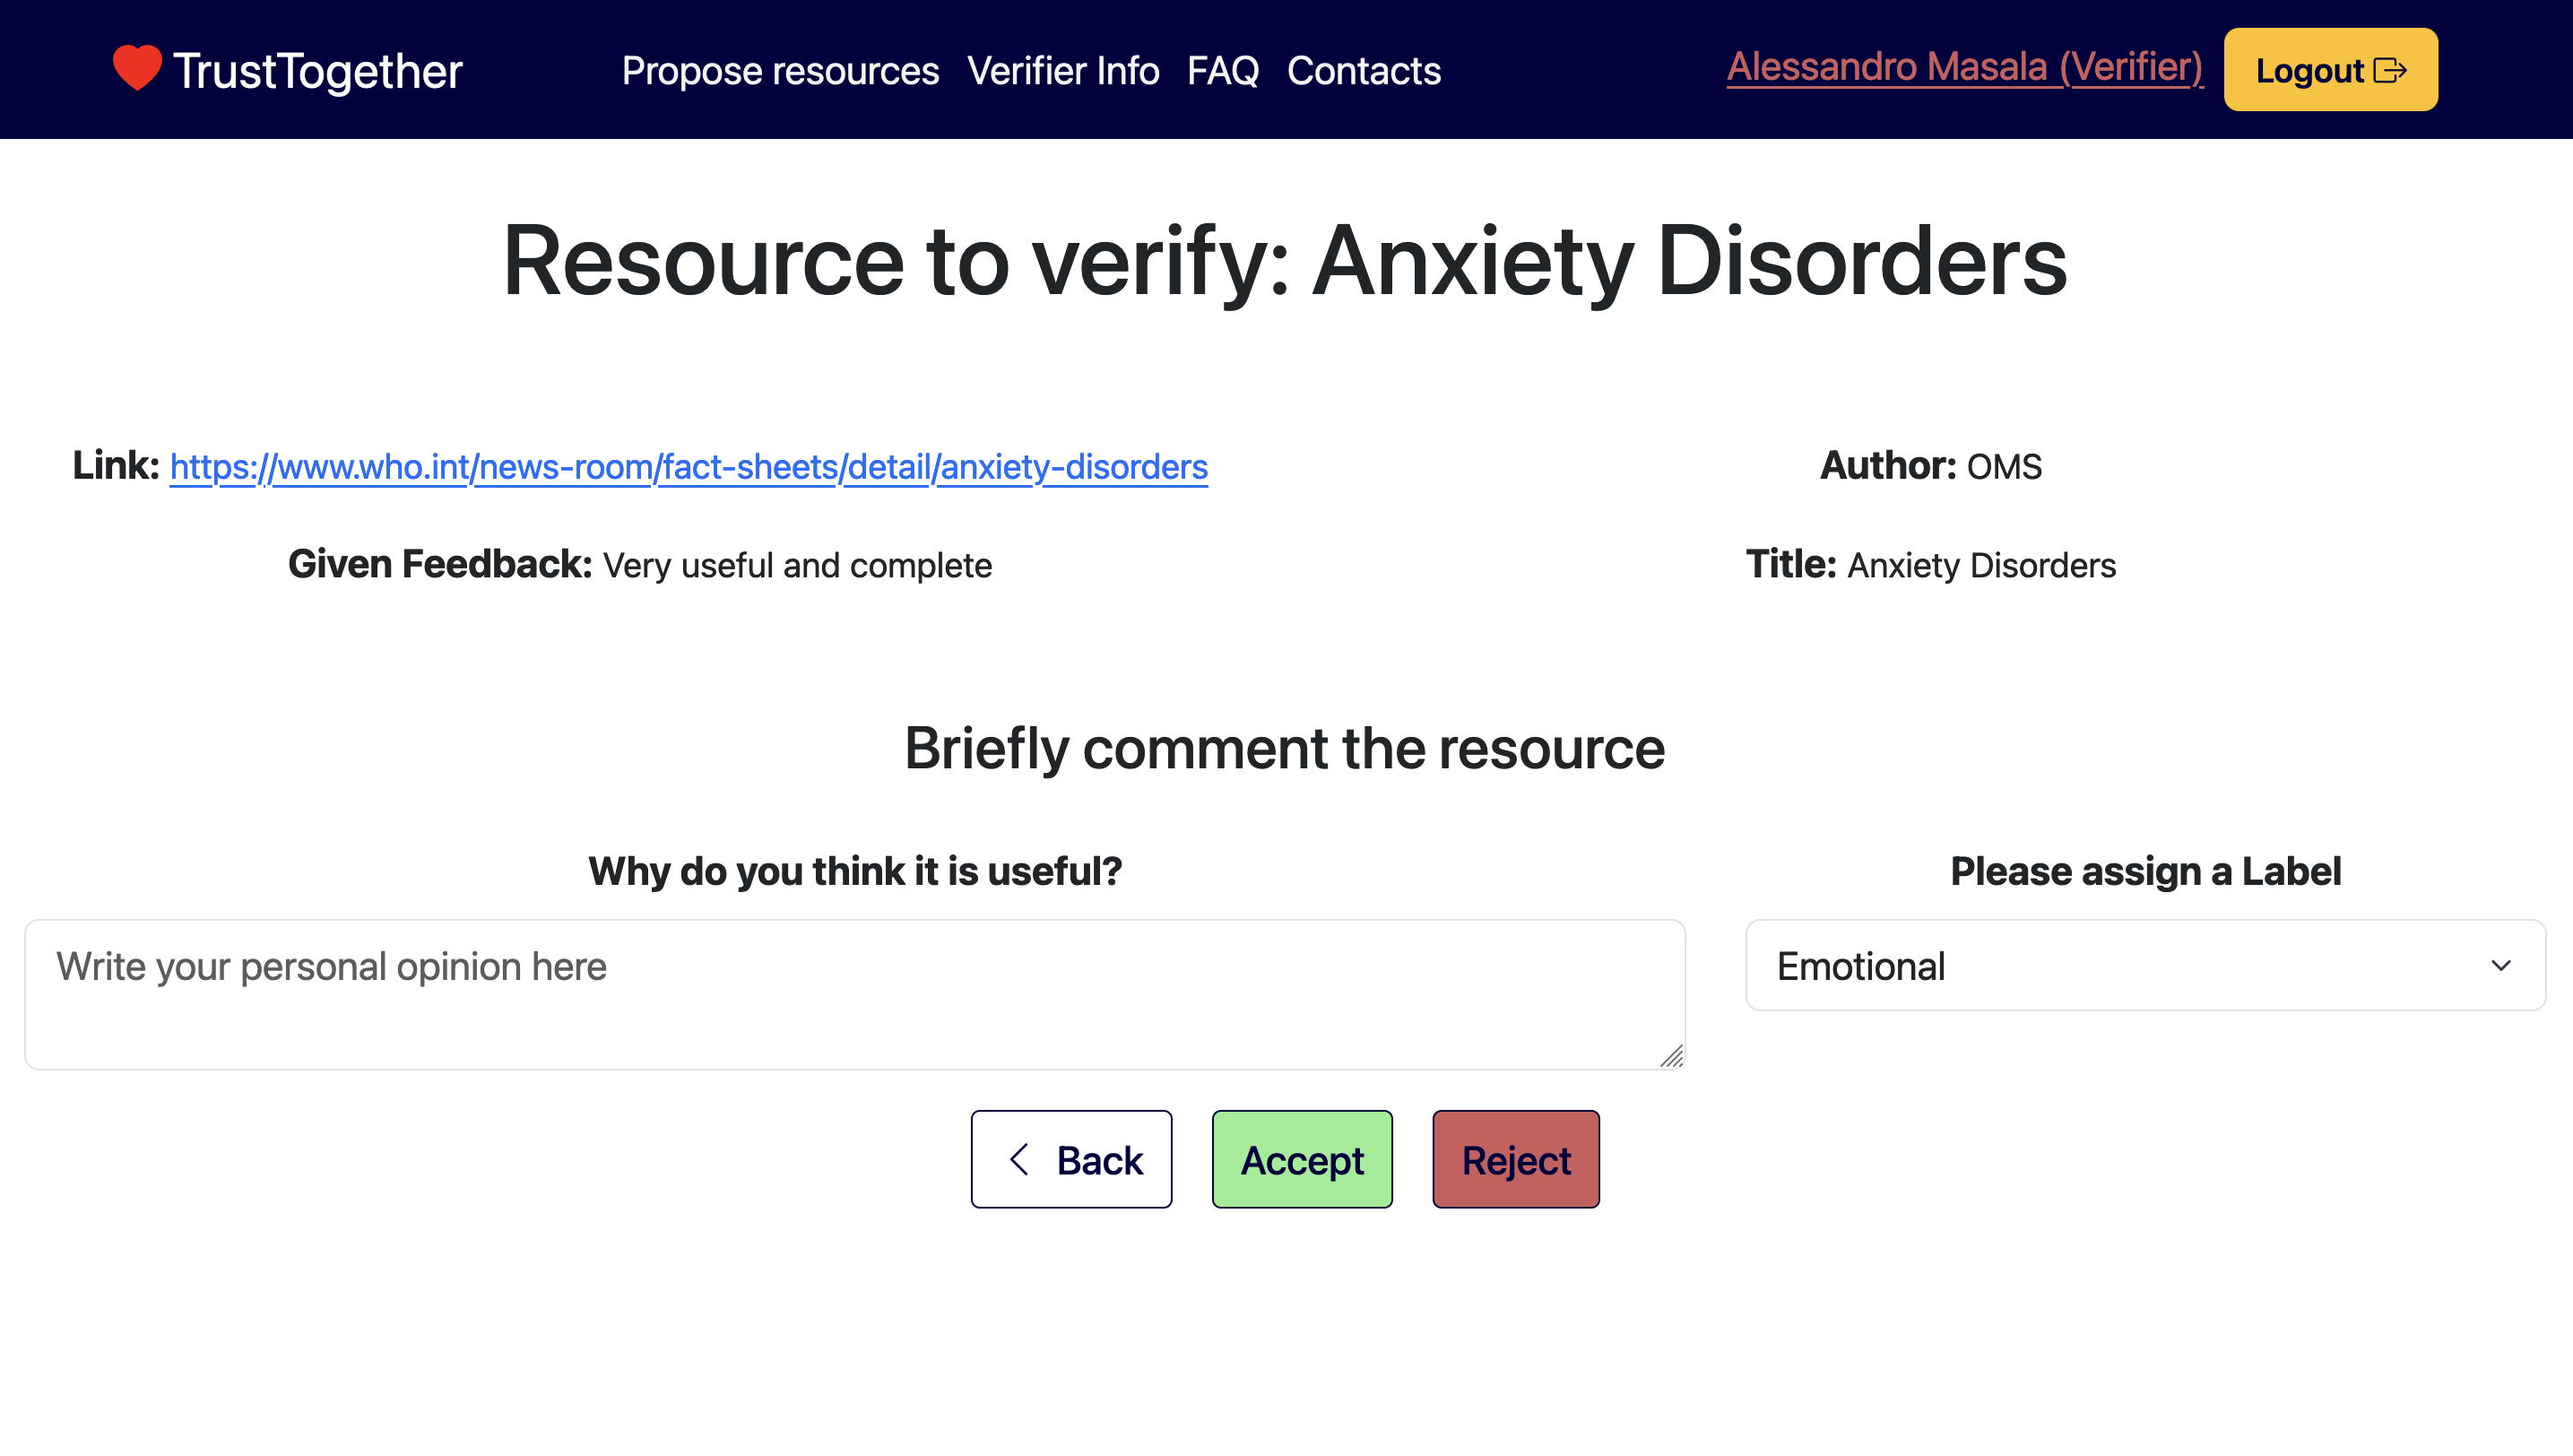 TrustTogether
Propose resources Verifier Info FAQ Contacts
Alessandro Masala (Verifier)
Logout
Resource to verify: Anxiety Disorders
Link: https://www.who.int/news-room/fact-sheets/detail/anxiety-disorders
Author: OMS
Given Feedback: Very useful and complete
Title: Anxiety Disorders
Briefly comment the resource
Why do you think it is useful?
Please assign a Label
Write your personal opinion here
Emotional
Back
Accept
Reject